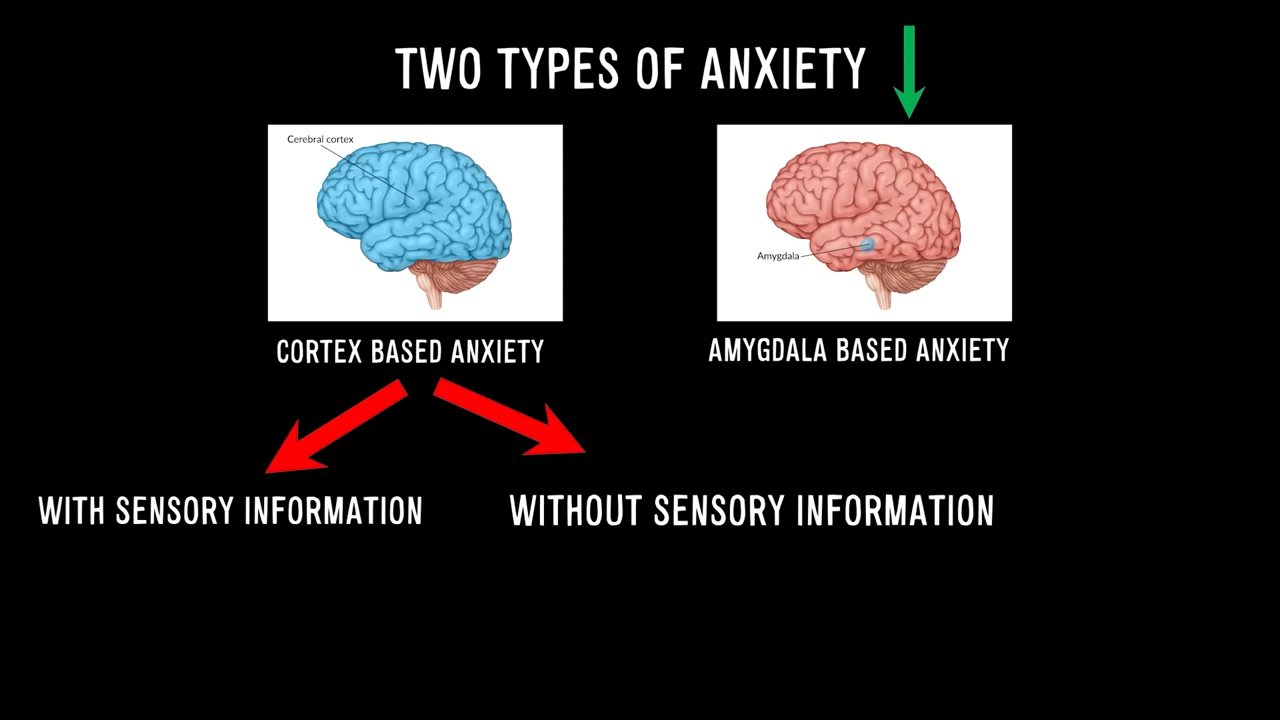 TWO TYPES OF ANXIETY
Cerebral cortex
Amygdala
CORTEX BASED ANXIETY
AMYGDALA BASED ANXIETY
WITH SENSORY INFORMATION
WITHOUT SENSORY INFORMATION